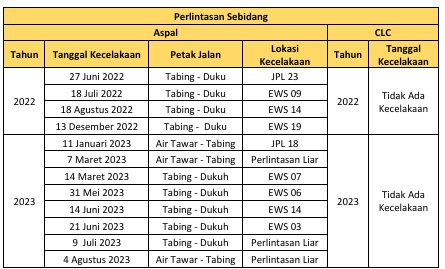 Perlintasan Sebidang
Aspal CLC
Tahun Tanggal Kecelakaan Petak Jalan Lokasi Kecelakaan Tahun Tanggal Kecelakaan
2022 27 Juni 2022 Tabing - Duku JPL 23 2022 Tidak Ada Kecelakaan
18 Juli 2022 Tabing - Duku EWS 09
18 Agustus 2022 Tabing - Duku EWS 14
13 Desember 2022 Tabing - Duku EWS 19
2023 11 Januari 2023 Air Tawar - Tabing JPL 18 2023 Tidak Ada Kecelakaan
7 Maret 2023 Air Tawar - Tabing Perlintasan Liar
14 Maret 2023 Tabing - Dukuh EWS 07
31 Mei 2023 Tabing - Dukuh EWS 06
14 Juni 2023 Tabing - Dukuh EWS 14
21 Juni 2023 Tabing - Dukuh EWS 03
9 Juli 2023 Tabing - Dukuh Perlintasan Liar
4 Agustus 2023 Air Tawar - Tabing Perlintasan Liar